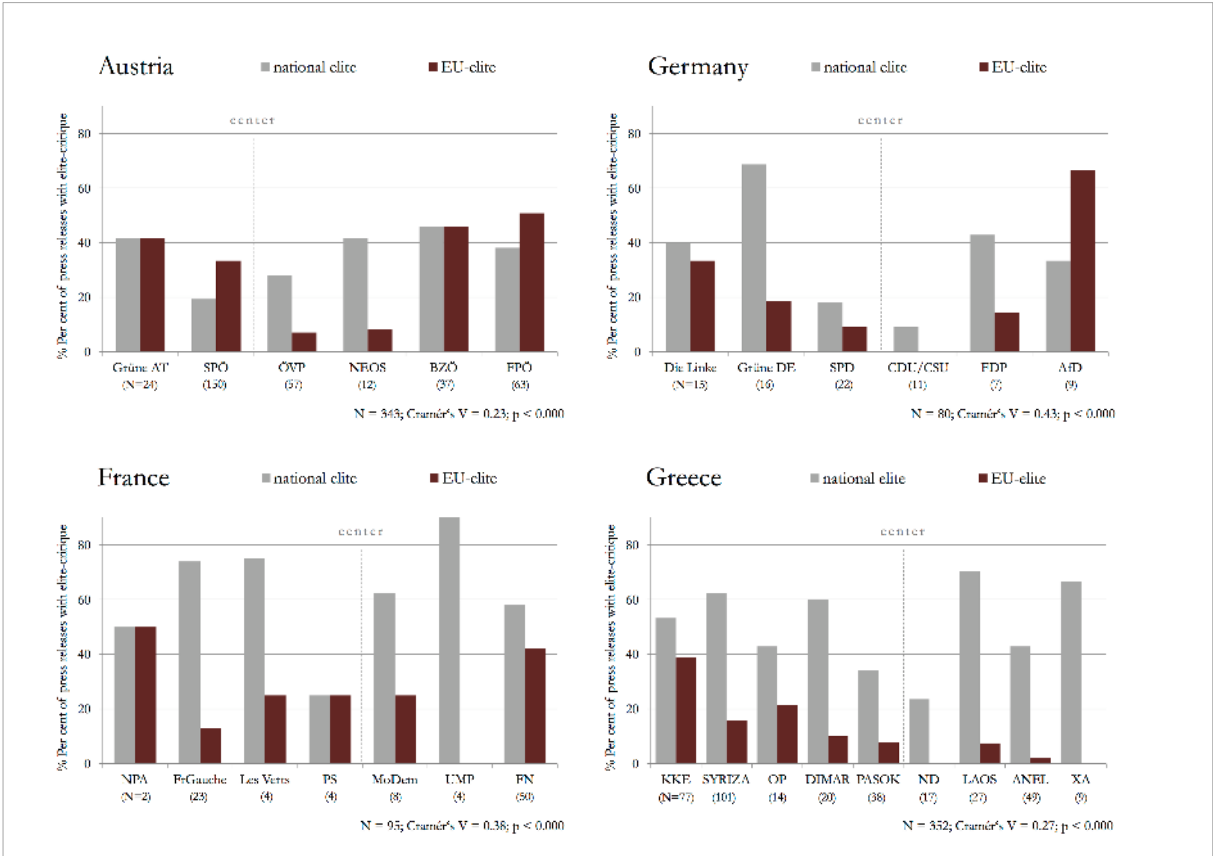 Austria
national elite
EU-elite
center
% Per cent of press releases with elite-critique
80
60
40
20
0
Grüne AT SPÖ ÖVP NEOS BZÖ FPÖ
(N=24) (150) (57) (12) (37) (63)
N = 343; Cramér's V = 0.23; p < 0.000
Germany
national elite
EU-elite
center
% Per cent of press releases with elite-critique
80
60
40
20
0
Die Linke Grüne DE SPD CDU/CSU FDP AfD
(N=15) (16) (22) (11) (7) (9)
N = 80; Cramér's V = 0.43; p < 0.000
France
national elite
EU-elite
center
% Per cent of press releases with elite-critique
80
60
40
20
0
NPA FrGauche Les Verts PS MoDem UMP FN
(N=2) (23) (4) (4) (8) (4) (50)
N = 95; Cramér's V = 0.38; p < 0.000
Greece
national elite
EU-elite
center
% Per cent of press releases with elite-critique
80
60
40
20
0
KKE SYRIZA OP DIMAR PASOK ND LAOS ANEL XA
(N=77) (101) (14) (20) (38) (17) (27) (49) (9)
N = 352; Cramér's V = 0.27; p < 0.000